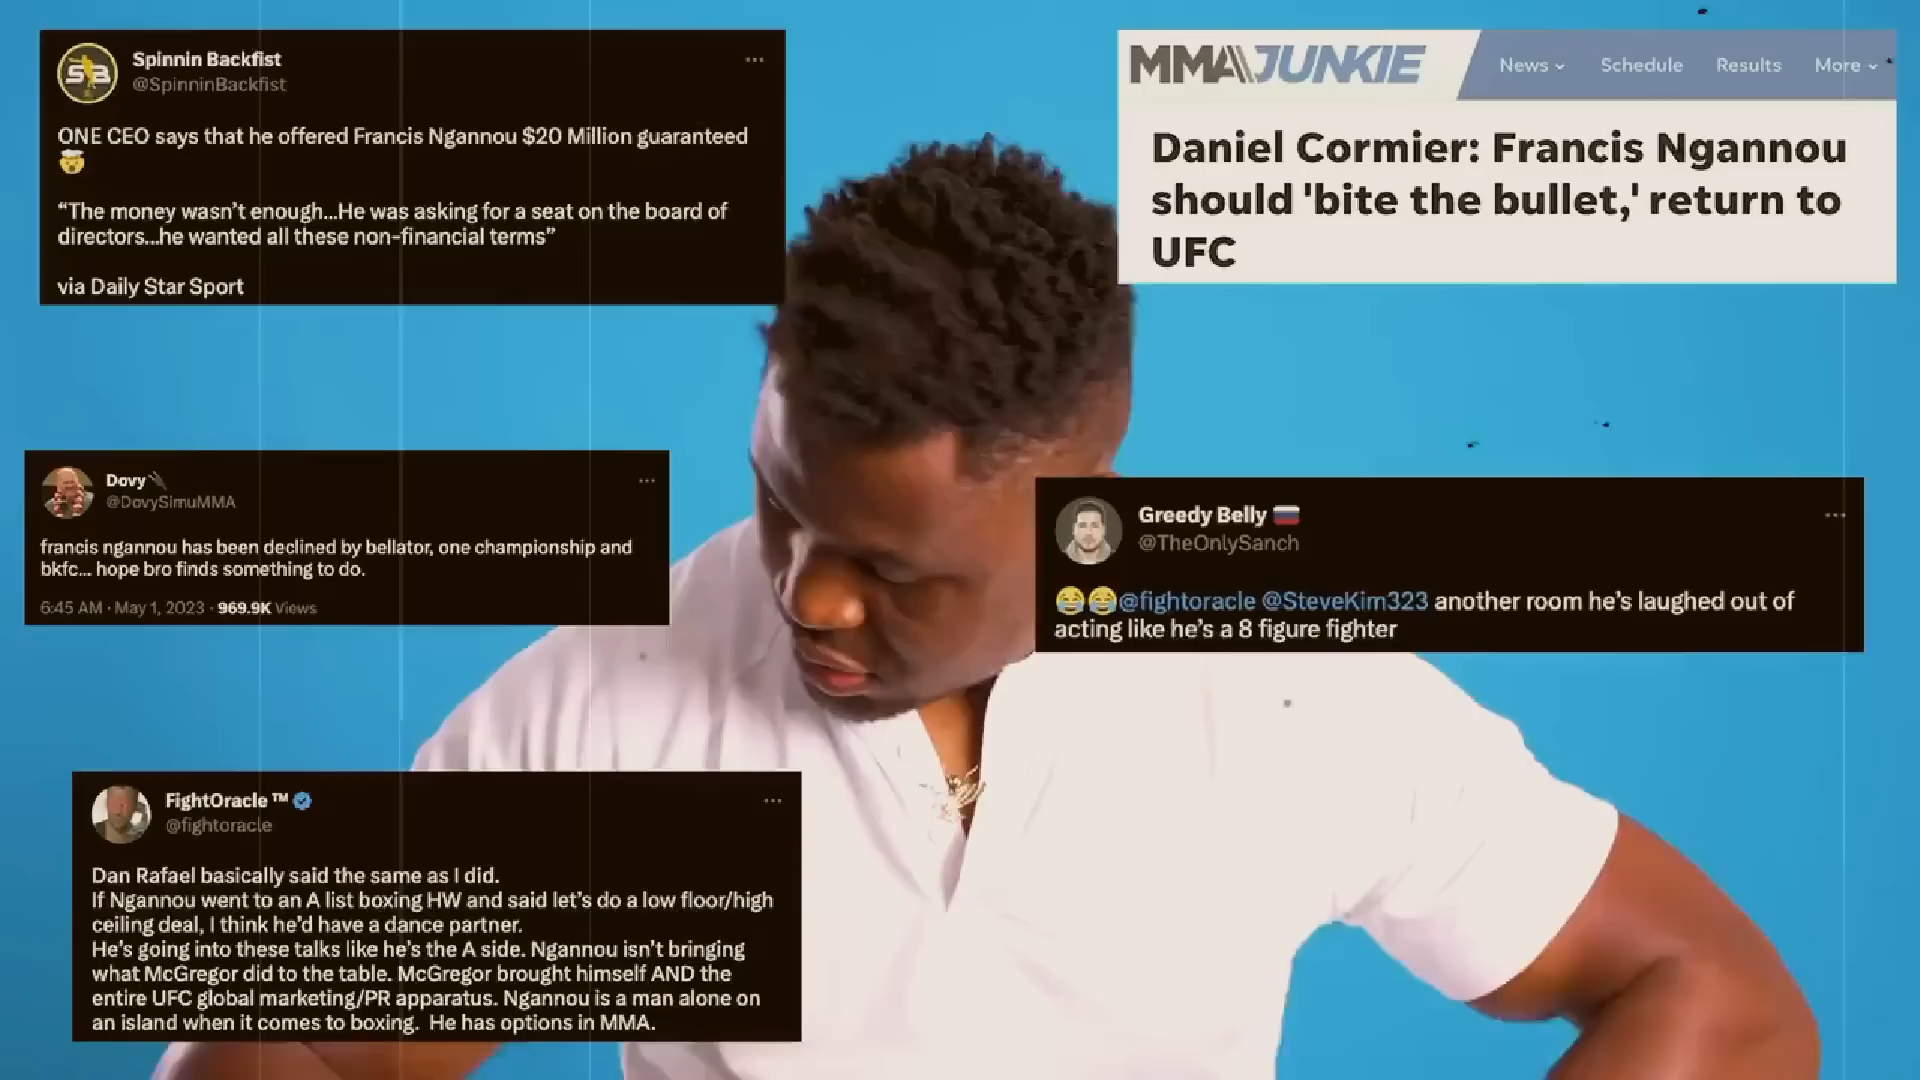 Spinnin Backfist
@SpinninBackfist
ONE CEO says that he offered Francis Ngannou $20 Million guaranteed
🤯
“The money wasn’t enough...He was asking for a seat on the board of
directors...he wanted all these non-financial terms”
via Daily Star Sport
MMA JUNKIE
News Schedule Results More
Daniel Cormier: Francis Ngannou
should 'bite the bullet,' return to
UFC
Dovy
@DovySimuMMA
francis ngannou has been declined by bellator, one championship and
bkfc... hope bro finds something to do.
6:45 AM · May 1, 2023 · 969.9K Views
Greedy Belly 🇷🇺
@TheOnlySanch
😂😂@fightoracle @SteveKim323 another room he’s laughed out of
acting like he’s a 8 figure fighter
FightOracle ™
@fightoracle
Dan Rafael basically said the same as I did.
If Ngannou went to an A list boxing HW and said let’s do a low floor/high
ceiling deal, I think he’d have a dance partner.
He’s going into these talks like he’s the A side. Ngannou isn’t bringing
what McGregor did to the table. McGregor brought himself AND the
entire UFC global marketing/PR apparatus. Ngannou is a man alone on
an island when it comes to boxing. He has options in MMA.